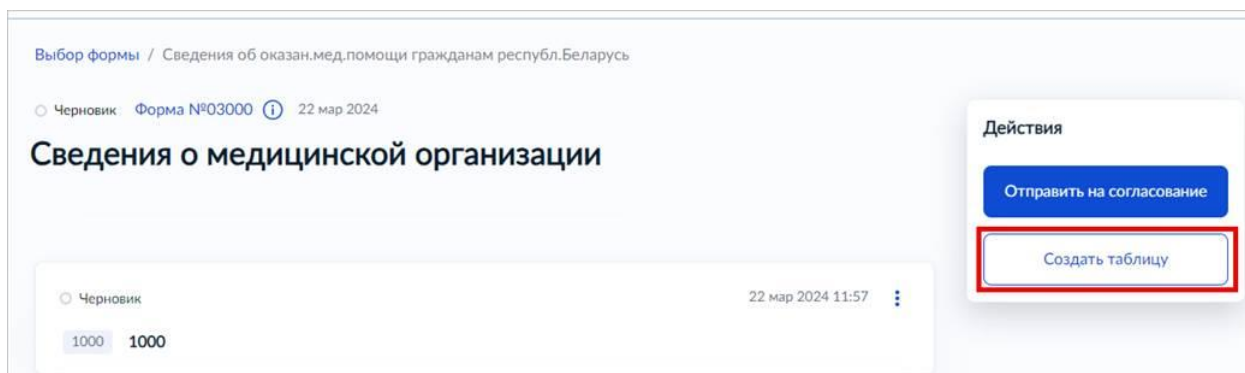 Выбор формы / Сведения об оказан.мед.помощи гражданам республ.Беларусь
Черновик Форма №03000 22 мар 2024
Сведения о медицинской организации
Действия
Отправить на согласование
Создать таблицу
Черновик 22 мар 2024 11:57
1000 1000